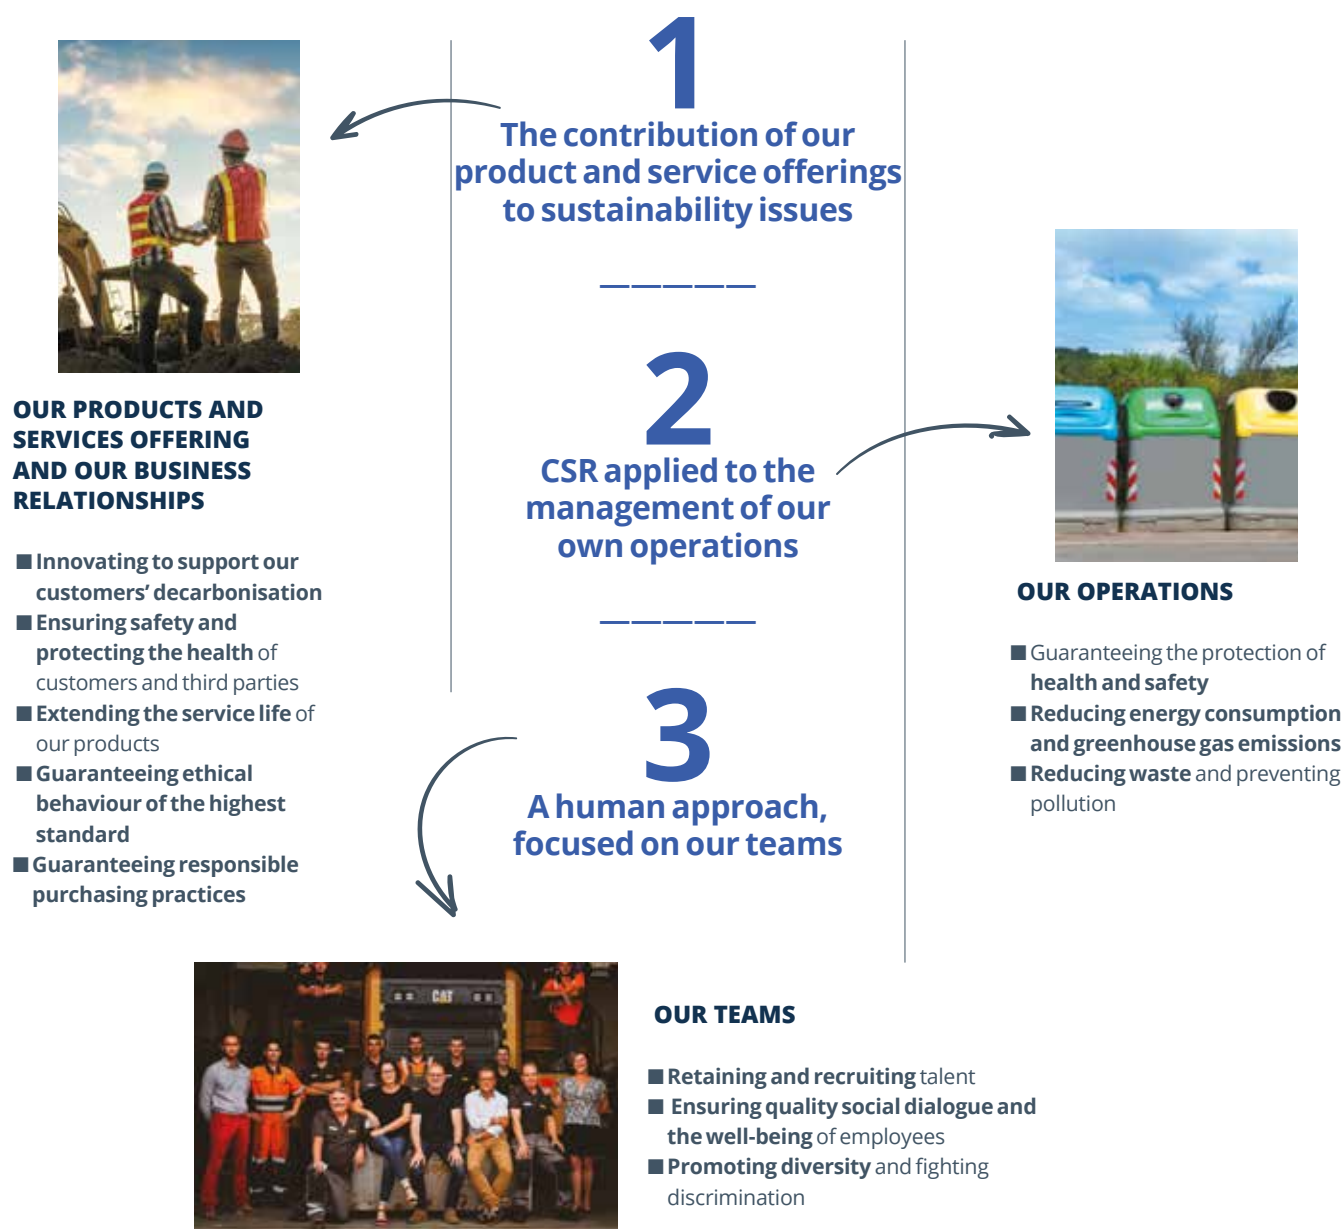 1
The contribution of our
product and service offerings
to sustainability issues
2
CSR applied to the
management of our
own operations
3
A human approach,
focused on our teams
OUR PRODUCTS AND
SERVICES OFFERING
AND OUR BUSINESS
RELATIONSHIPS
■ Innovating to support our
customers’ decarbonisation
■ Ensuring safety and
protecting the health of
customers and third parties
■ Extending the service life of
our products
■ Guaranteeing ethical
behaviour of the highest
standard
■ Guaranteeing responsible
purchasing practices
OUR OPERATIONS
■ Guaranteeing the protection of
health and safety
■ Reducing energy consumption
and greenhouse gas emissions
■ Reducing waste and preventing
pollution
CAT
OUR TEAMS
■ Retaining and recruiting talent
■ Ensuring quality social dialogue and
the well-being of employees
■ Promoting diversity and fighting
discrimination